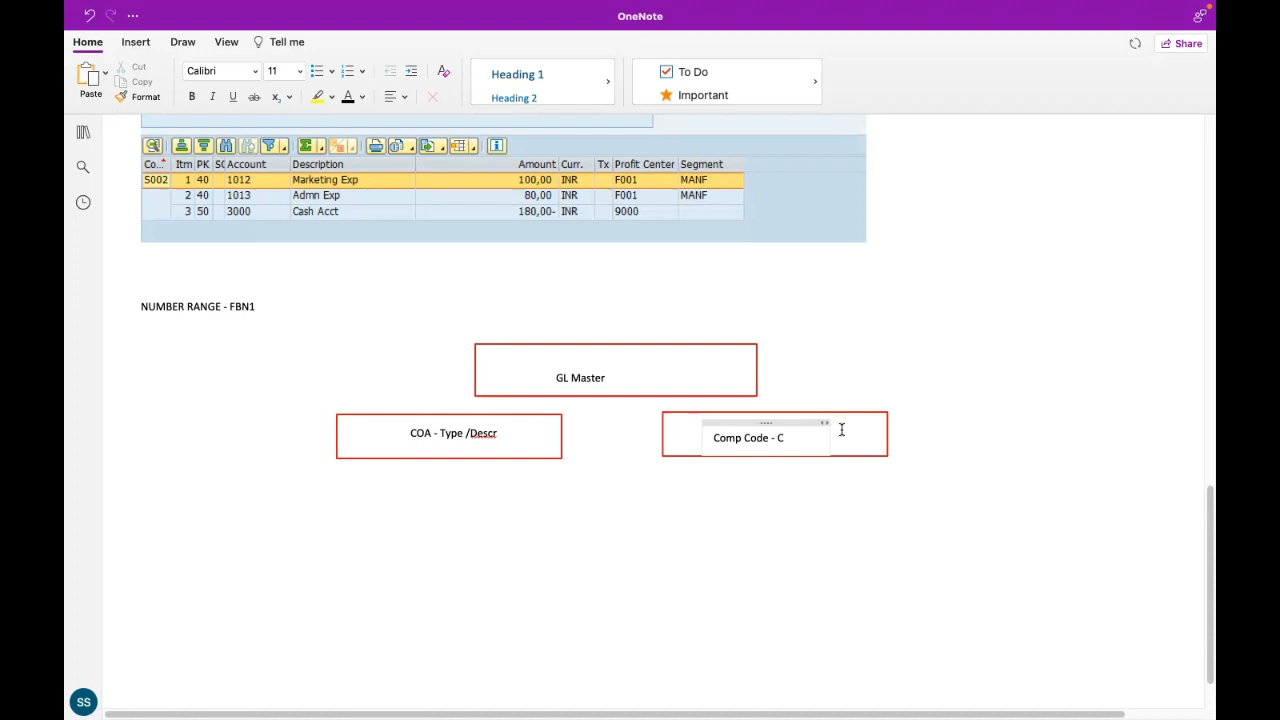 OneNote
Home Insert Draw View Tell me
Share
Paste
Cut
Copy
Format
Calibri 11
B I U ab x₂ A A
Heading 1
Heading 2
To Do
Important
Co... Itm PK SG Account Description Amount Curr. Tx Profit Center Segment
S002 1 40 1012 Marketing Exp 100,00 INR F001 MANF
2 40 1013 Admn Exp 80,00 INR F001 MANF
3 50 3000 Cash Acct 180,00- INR 9000
NUMBER RANGE - FBN1
GL Master
COA - Type /Descr
Comp Code - C
SS